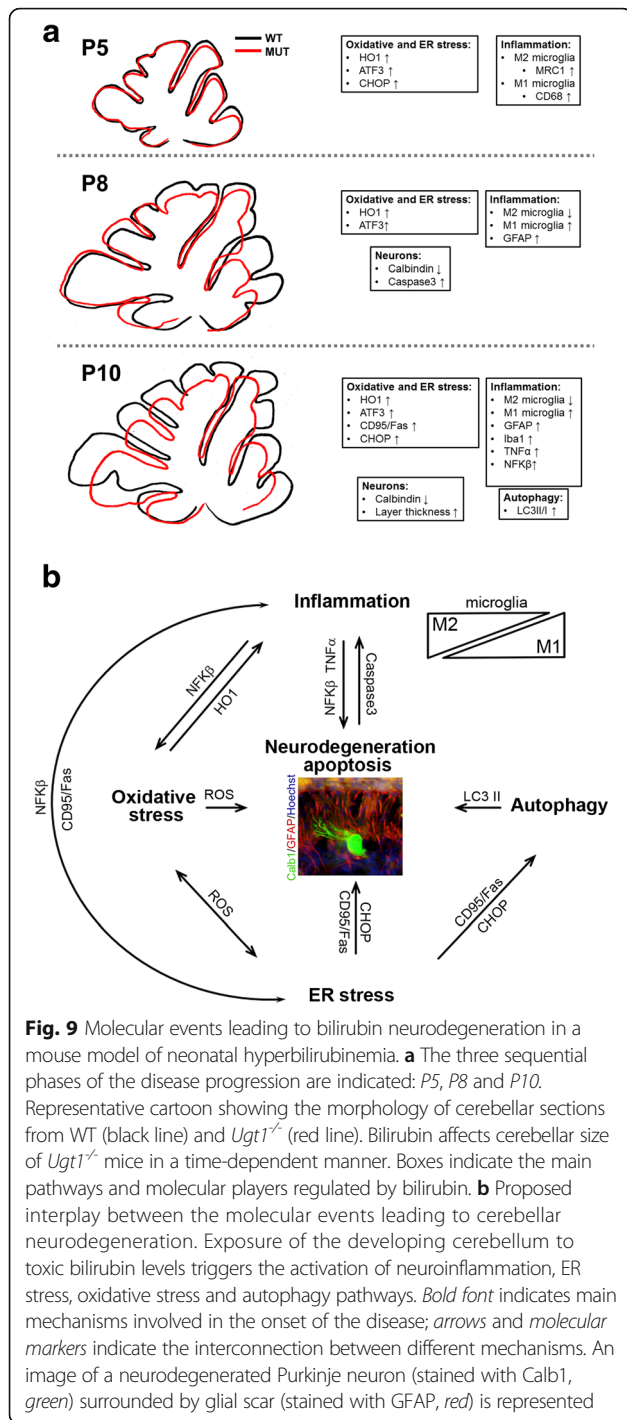 a
P5
WT
MUT
Oxidative and ER stress:
• HO1 ↑
• ATF3 ↑
• CHOP ↑
Inflammation:
• M2 microglia
• MRC1 ↑
• M1 microglia
• CD68 ↑
P8
Oxidative and ER stress:
• HO1 ↑
• ATF3↑
Inflammation:
• M2 microglia ↓
• M1 microglia ↑
• GFAP ↑
Neurons:
• Calbindin ↓
• Caspase3 ↑
P10
Oxidative and ER stress:
• HO1 ↑
• ATF3 ↑
• CD95/Fas ↑
• CHOP ↑
Inflammation:
• M2 microglia ↓
• M1 microglia ↑
• GFAP ↑
• Iba1 ↑
• TNFα ↑
• NFKβ↑
Neurons:
• Calbindin ↓
• Layer thickness ↑
Autophagy:
• LC3II/I ↑
b
Inflammation
microglia
M2
M1
NFKβ
HO1
NFKβ TNFα
Caspase3
Neurodegeneration
apoptosis
NFKβ
CD95/Fas
Oxidative
stress
ROS
Calb1/GFAP/Hoechst
LC3 II
Autophagy
ROS
CHOP
CD95/Fas
CD95/Fas
CHOP
ER stress
Fig. 9 Molecular events leading to bilirubin neurodegeneration in a
mouse model of neonatal hyperbilirubinemia. a The three sequential
phases of the disease progression are indicated: P5, P8 and P10.
Representative cartoon showing the morphology of cerebellar sections
from WT (black line) and Ugt1-/- (red line). Bilirubin affects cerebellar size
of Ugt1-/- mice in a time-dependent manner. Boxes indicate the main
pathways and molecular players regulated by bilirubin. b Proposed
interplay between the molecular events leading to cerebellar
neurodegeneration. Exposure of the developing cerebellum to
toxic bilirubin levels triggers the activation of neuroinflammation, ER
stress, oxidative stress and autophagy pathways. Bold font indicates main
mechanisms involved in the onset of the disease; arrows and molecular
markers indicate the interconnection between different mechanisms. An
image of a neurodegenerated Purkinje neuron (stained with Calb1,
green) surrounded by glial scar (stained with GFAP, red) is represented